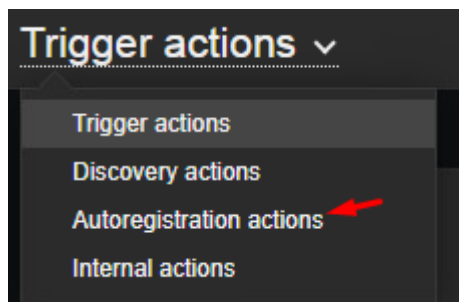 Trigger actions
Trigger actions
Discovery actions
Autoregistration actions
Internal actions